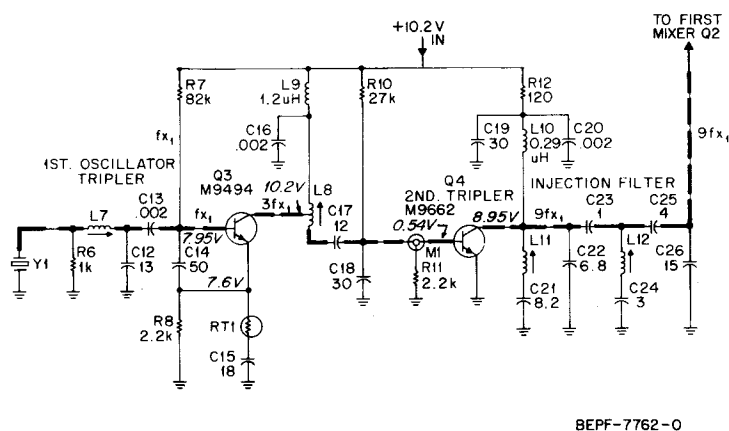 TO FIRST
MIXER Q2
+10.2 V
IN
R7
82k
L9
1.2uH
R10
27k
R12
120
fx1
C16
.002
C19
30
L10
0.29
uH
C20
.002
9fx1
1ST. OSCILLATOR
TRIPLER
Q3
M9494
10.2V
3fx1
L8
Q4
2ND. TRIPLER
M9662
INJECTION FILTER
C13
.002
L7
fx1
7.95V
C17
12
0.54V
8.95V
9fx1
C23
1
C25
4
Y1
R6
1k
C12
13
C14
50
M1
L11
L12
7.6V
C18
30
R11
2.2k
C22
6.8
C26
15
R8
2.2k
RT1
C21
8.2
C24
3
C15
18
BEPF-7762-O